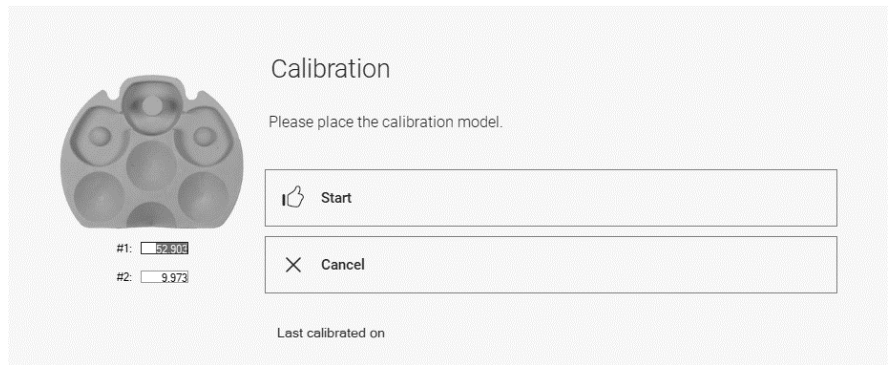 Calibration
Please place the calibration model.
Start
#1: 52.903
Cancel
#2: 9.973
Last calibrated on